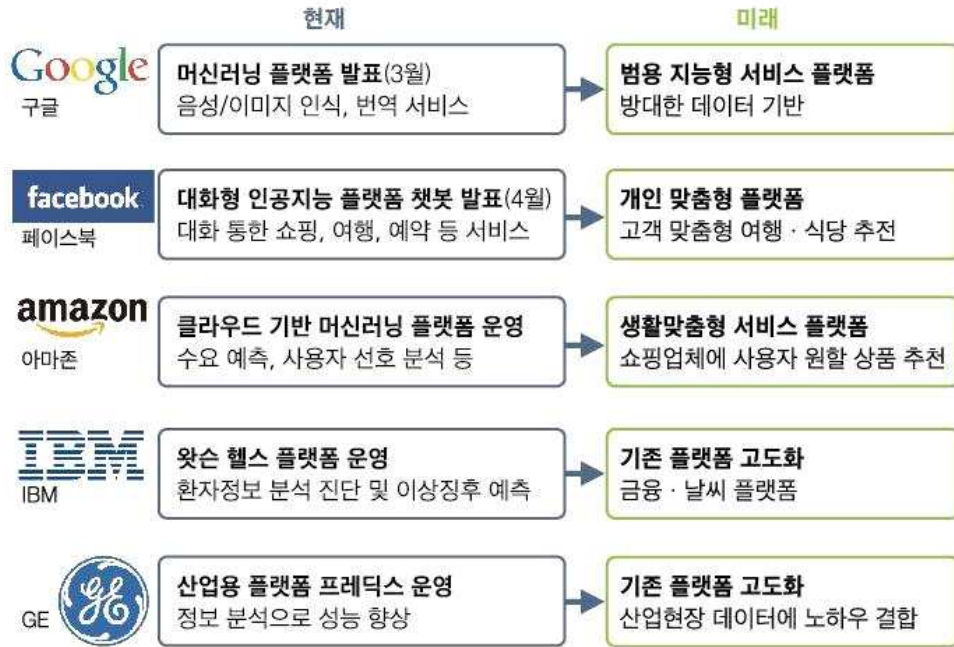 현재
미래
Google
구글
머신러닝 플랫폼 발표(3월)
음성/이미지 인식, 번역 서비스
범용 지능형 서비스 플랫폼
방대한 데이터 기반
facebook
페이스북
대화형 인공지능 플랫폼 챗봇 발표(4월)
대화 통한 쇼핑, 여행, 예약 등 서비스
개인 맞춤형 플랫폼
고객 맞춤형 여행 · 식당 추전
amazon
아마존
클라우드 기반 머신러닝 플랫폼 운영
수요 예측, 사용자 선호 분석 등
생활맞춤형 서비스 플랫폼
쇼핑업체에 사용자 원할 상품 추천
IBM
IBM
왓슨 헬스 플랫폼 운영
환자정보 분석 진단 및 이상징후 예측
기존 플랫폼 고도화
금융 · 날씨 플랫폼
GE
GE
산업용 플랫폼 프레딕스 운영
정보 분석으로 성능 향상
기존 플랫폼 고도화
산업현장 데이터에 노하우 결합